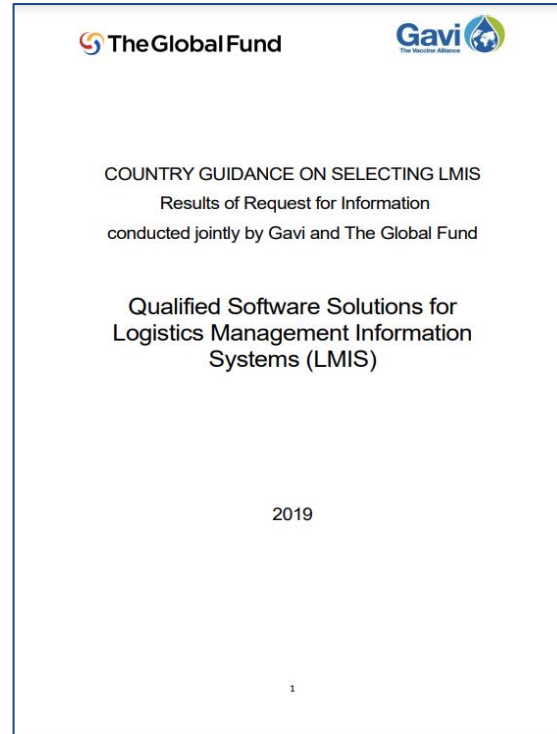 The Global Fund
Gavi
The Vaccine Alliance
COUNTRY GUIDANCE ON SELECTING LMIS
Results of Request for Information
conducted jointly by Gavi and The Global Fund
Qualified Software Solutions for
Logistics Management Information
Systems (LMIS)
2019
1